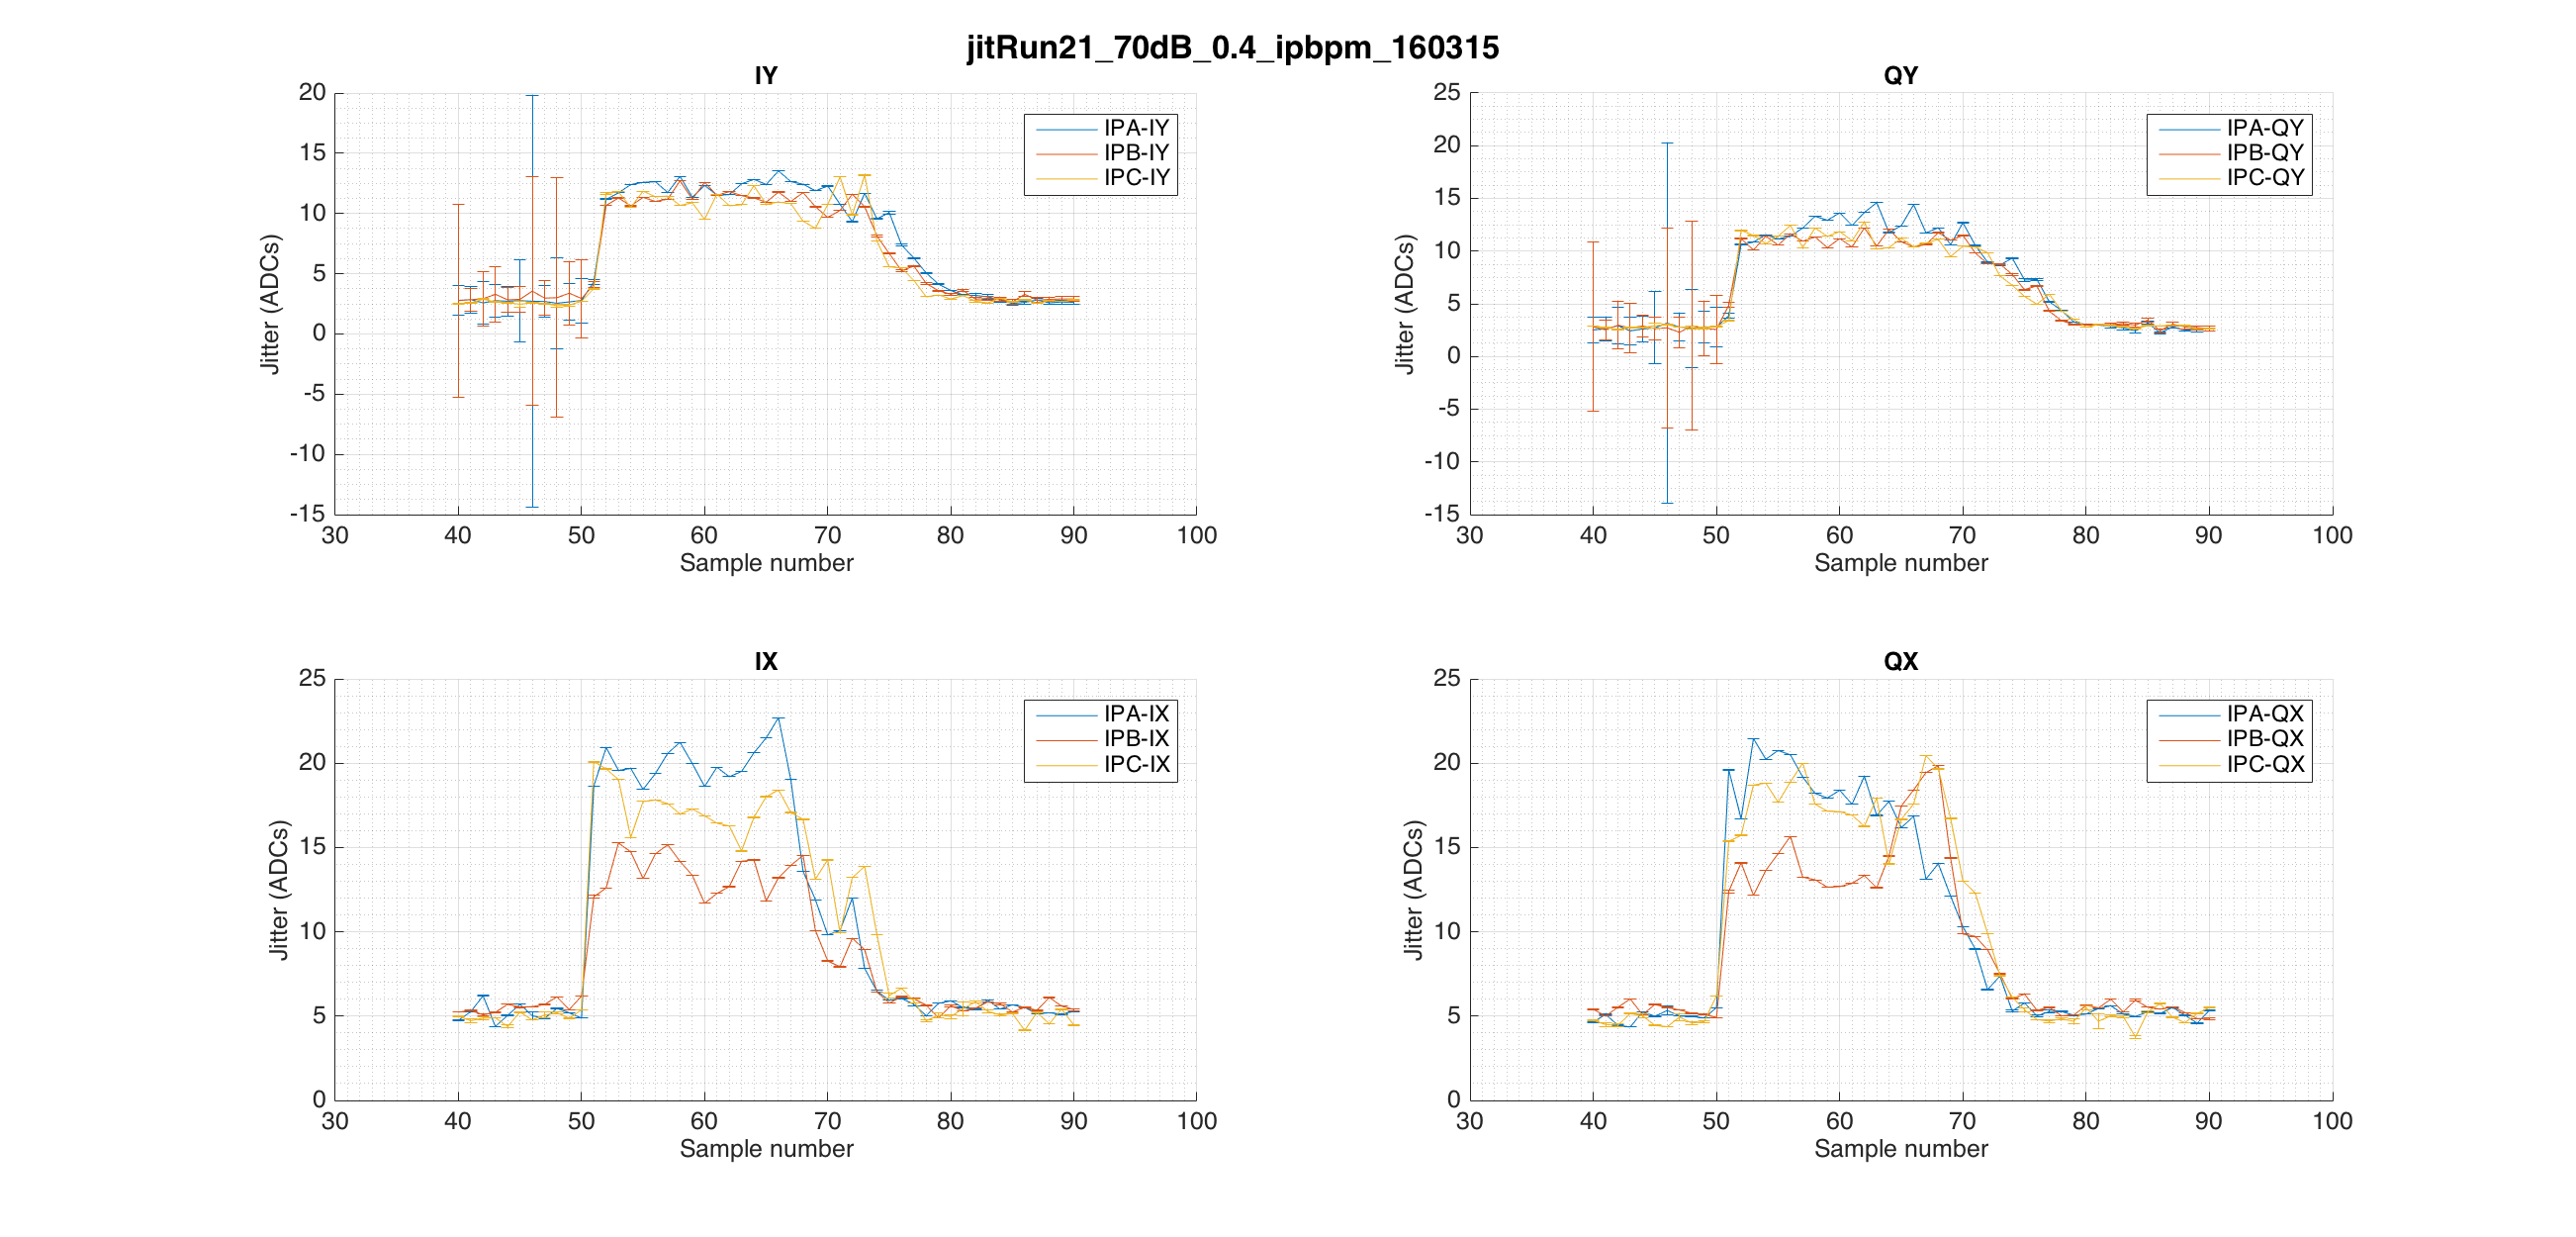 jitRun21_70dB_0.4_ipbpm_160315
IY
20
15
10
5
0
-5
-10
-15
30 40 50 60 70 80 90 100
Jitter (ADCs)
Sample number
IPA-IY
IPB-IY
IPC-IY
QY
25
20
15
10
5
0
-5
-10
-15
30 40 50 60 70 80 90 100
Jitter (ADCs)
Sample number
IPA-QY
IPB-QY
IPC-QY
IX
25
20
15
10
5
0
30 40 50 60 70 80 90 100
Jitter (ADCs)
Sample number
IPA-IX
IPB-IX
IPC-IX
QX
25
20
15
10
5
0
30 40 50 60 70 80 90 100
Jitter (ADCs)
Sample number
IPA-QX
IPB-QX
IPC-QX